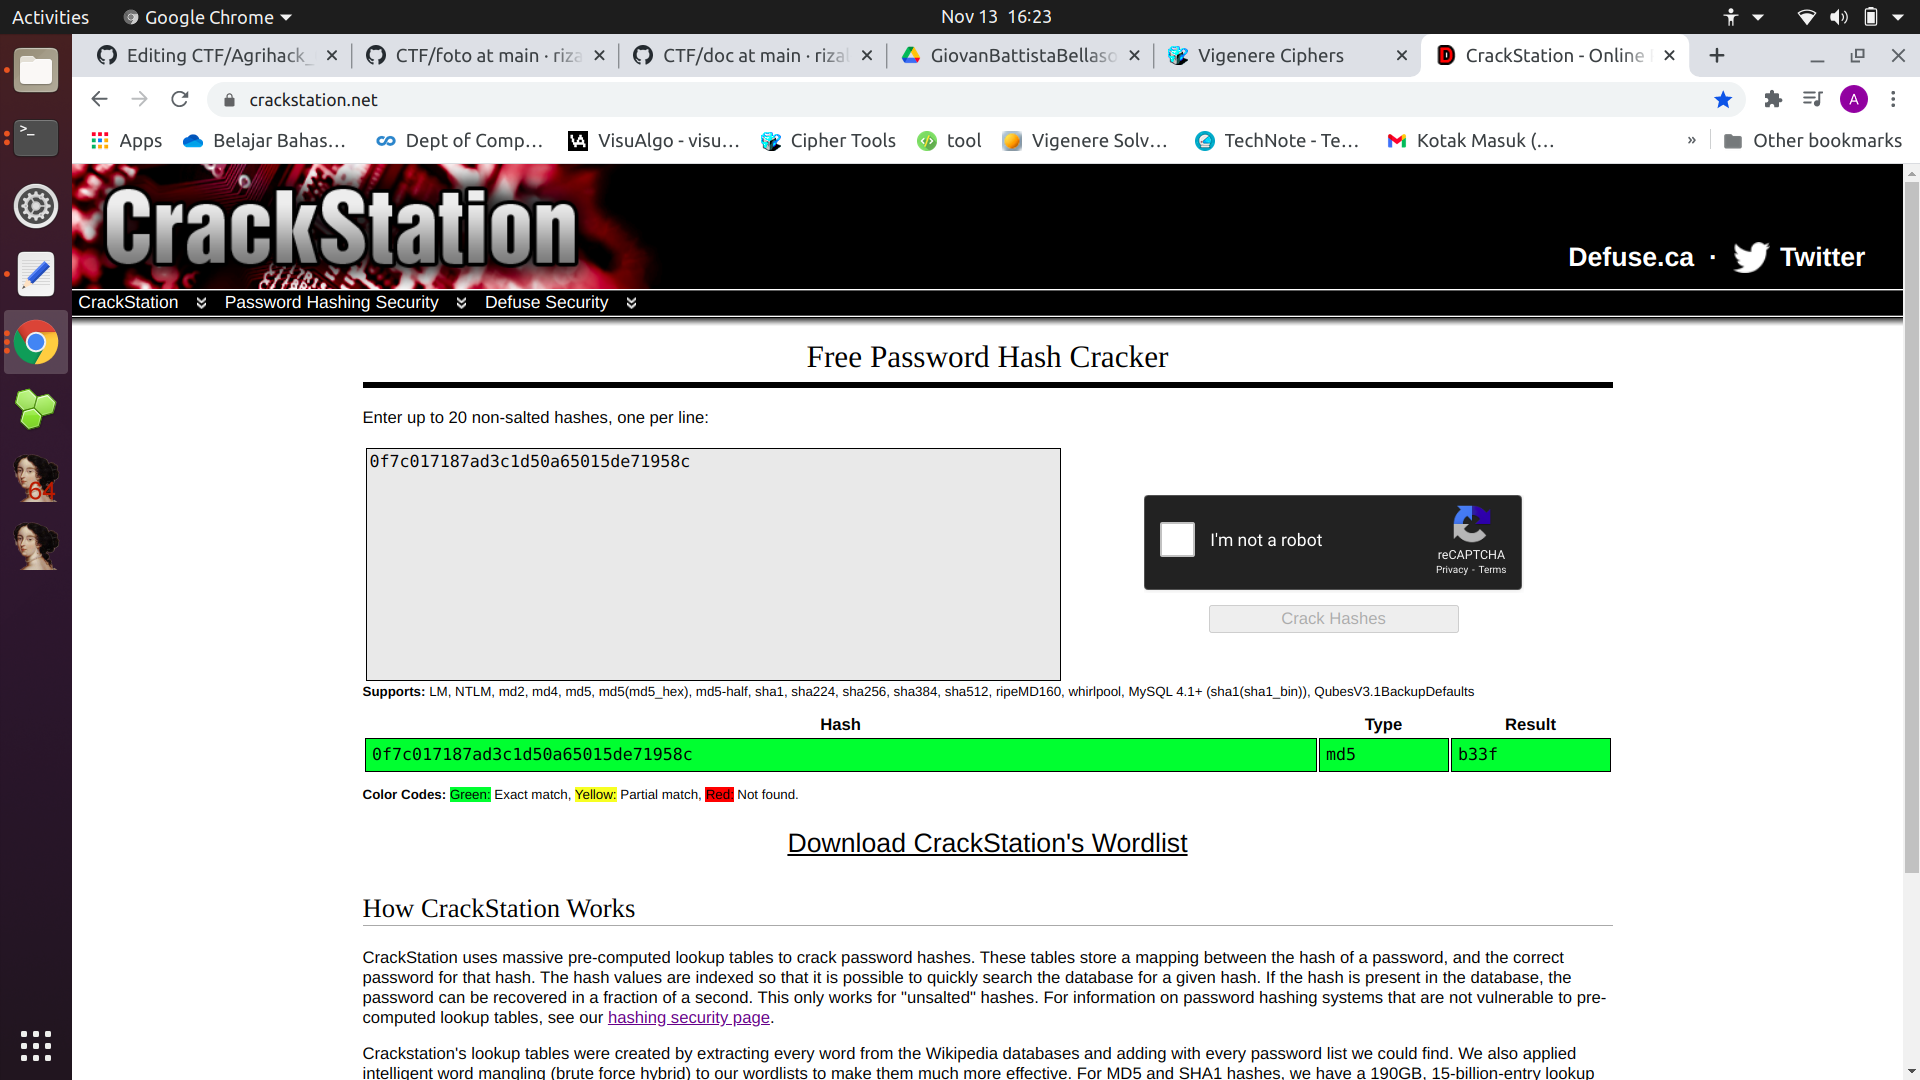 Activities Google Chrome Nov 13 16:23
Editing CTF/Agrihack_ CTF/foto at main · riza CTF/doc at main · rizal GiovanBattistaBellaso Vigenere Ciphers CrackStation - Online
crackstation.net A
Apps Belajar Bahas... Dept of Comp... VA VisuAlgo - visu... Cipher Tools tool Vigenere Solv... TechNote - Te... Kotak Masuk (... » Other bookmarks
CrackStation
Defuse.ca · Twitter
CrackStation Password Hashing Security Defuse Security
Free Password Hash Cracker
Enter up to 20 non-salted hashes, one per line:
0f7c017187ad3c1d50a65015de71958c
I'm not a robot
reCAPTCHA
Privacy - Terms
Crack Hashes
Supports: LM, NTLM, md2, md4, md5, md5(md5_hex), md5-half, sha1, sha224, sha256, sha384, sha512, ripeMD160, whirlpool, MySQL 4.1+ (sha1(sha1_bin)), QubesV3.1BackupDefaults
Hash Type Result
0f7c017187ad3c1d50a65015de71958c md5 b33f
Color Codes: Green: Exact match, Yellow: Partial match, Red: Not found.
Download CrackStation's Wordlist
How CrackStation Works
CrackStation uses massive pre-computed lookup tables to crack password hashes. These tables store a mapping between the hash of a password, and the correct
password for that hash. The hash values are indexed so that it is possible to quickly search the database for a given hash. If the hash is present in the database, the
password can be recovered in a fraction of a second. This only works for "unsalted" hashes. For information on password hashing systems that are not vulnerable to pre-
computed lookup tables, see our hashing security page.
Crackstation's lookup tables were created by extracting every word from the Wikipedia databases and adding with every password list we could find. We also applied
intelligent word mangling (brute force hybrid) to our wordlists to make them much more effective. For MD5 and SHA1 hashes, we have a 190GB, 15-billion-entry lookup
64